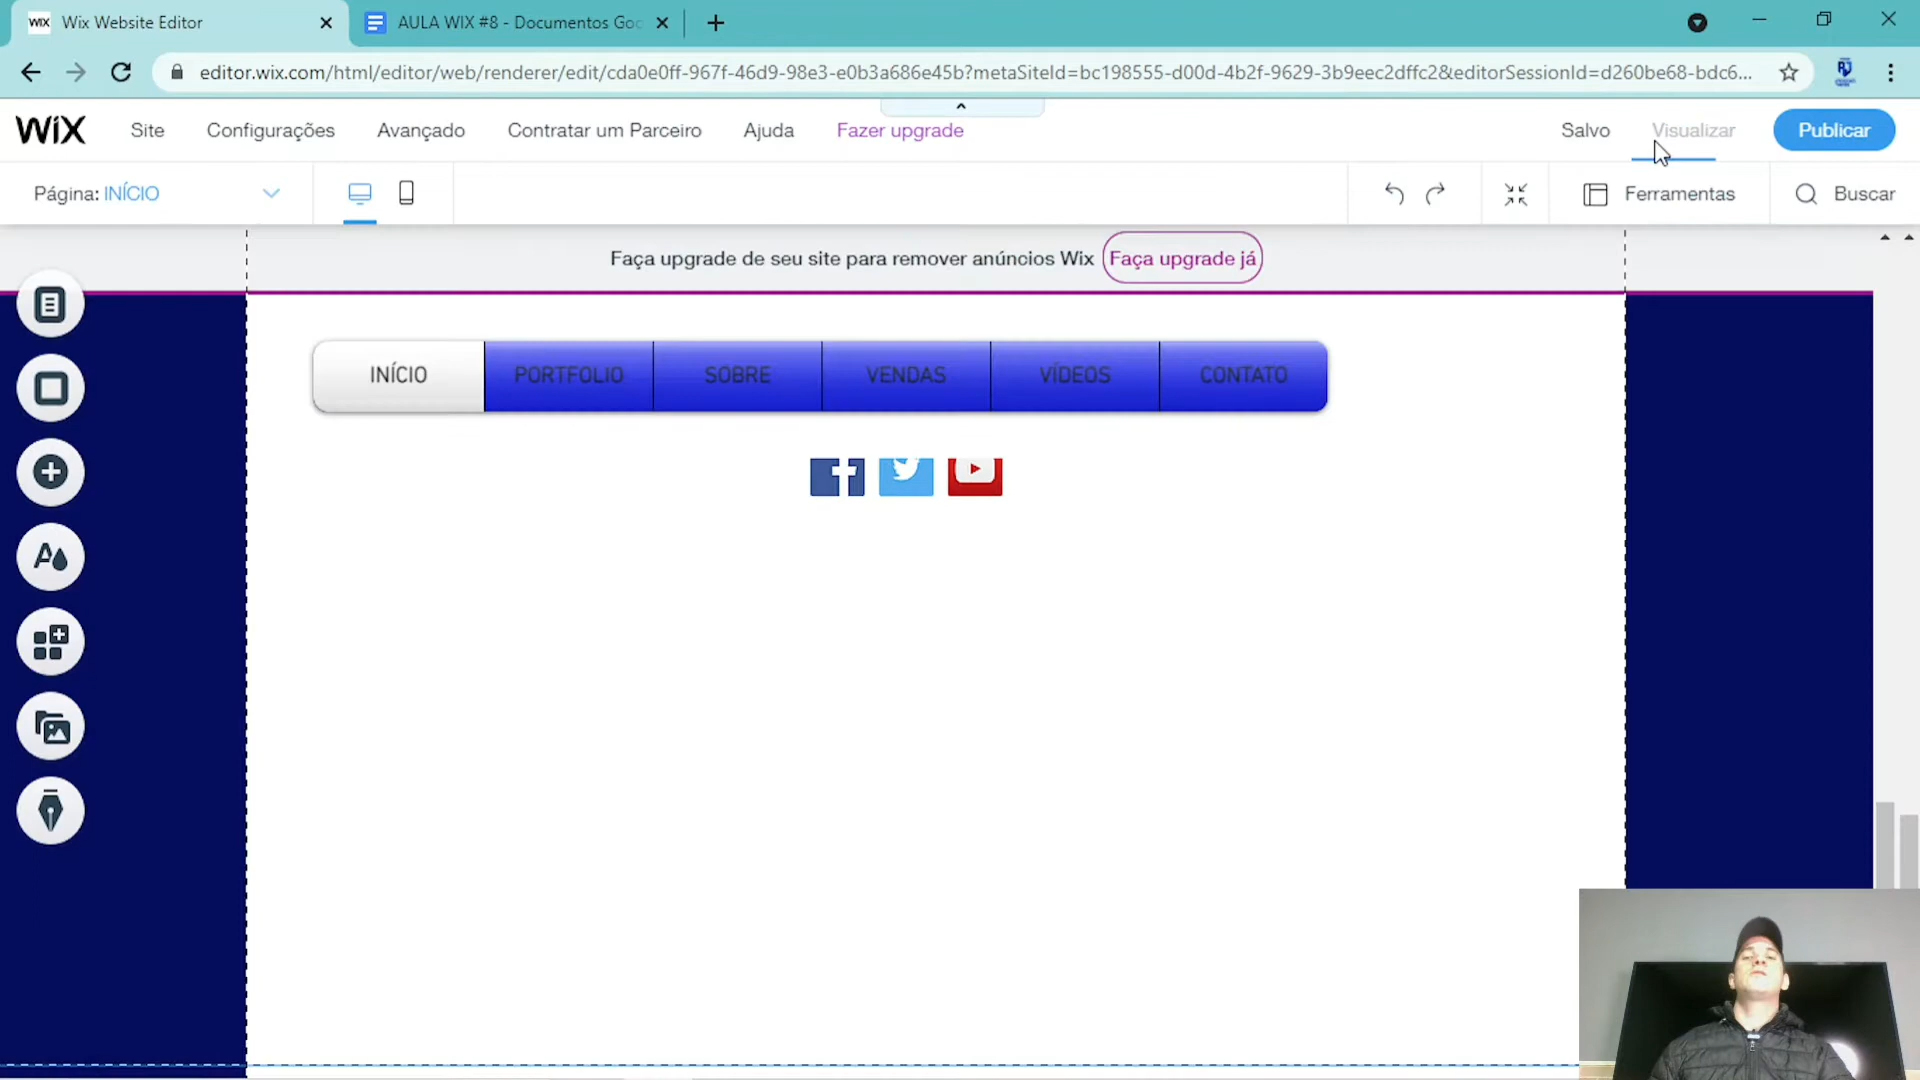 WiX Wix Website Editor
AULA WIX #8 - Documentos Goo
editor.wix.com/html/editor/web/renderer/edit/cda0e0ff-967f-46d9-98e3-e0b3a686e45b?metaSiteId=bc198555-d00d-4b2f-9629-3b9eec2dffc2&editorSessionId=d260be68-bdc6...
WiX Site Configurações Avançado Contratar um Parceiro Ajuda Fazer upgrade Salvo Visualizar Publicar
Página: INÍCIO Ferramentas Buscar
Faça upgrade de seu site para remover anúncios Wix Faça upgrade já
INÍCIO PORTFOLIO SOBRE VENDAS VÍDEOS CONTATO